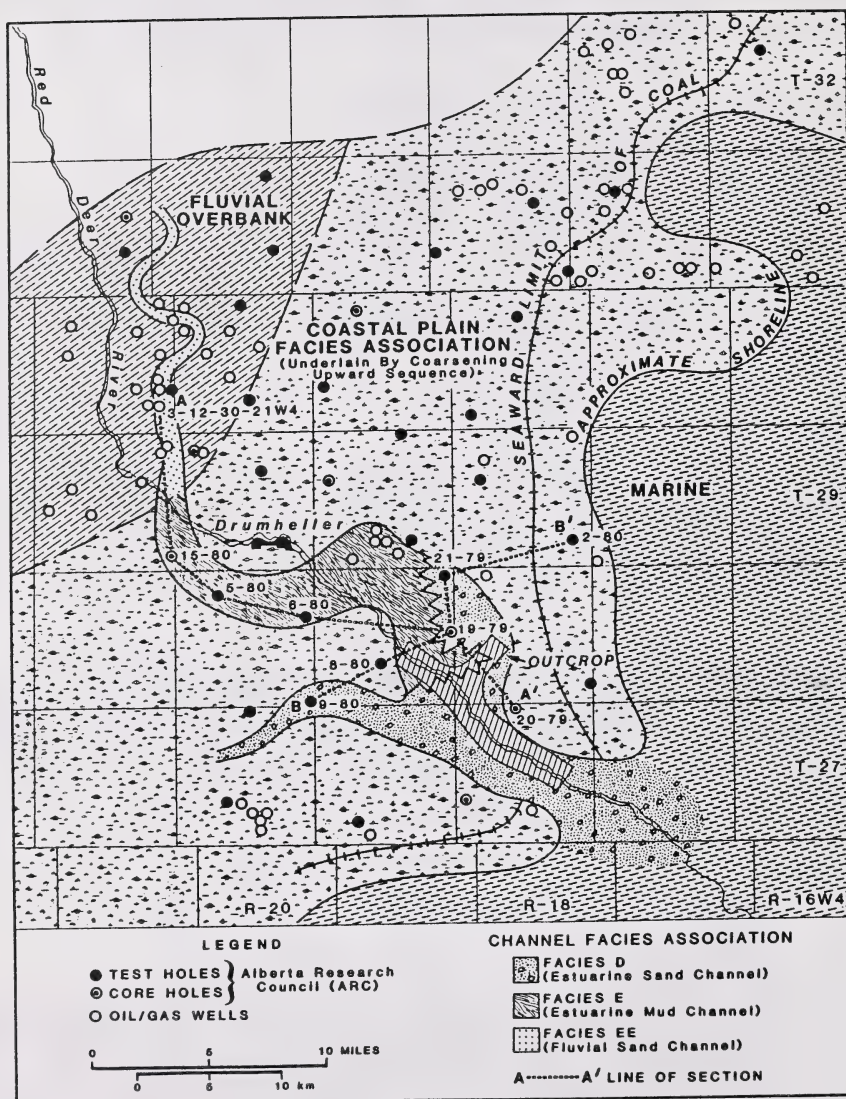 Red
Deer
River
FLUVIAL
OVERBANK
COAL
OF
LIMIT
SEAWARD
T-32
COASTAL PLAIN
FACIES ASSOCIATION
(Underlain By Coarsening
Upward Sequence)
APPROXIMATE SHORELINE
A
3-12-30-21W4
MARINE
T-29
Drumheller
B'
2-80
21-79
15-80
5-80
6-80
19-79
8-80
OUTCROP
A'
B
9-80
20-79
T-27
R-20
R-18
R-16W4
LEGEND
TEST HOLES
CORE HOLES
Alberta Research
Council (ARC)
OIL/GAS WELLS
0 5 10 MILES
0 5 10 km
CHANNEL FACIES ASSOCIATION
FACIES D
(Estuarine Sand Channel)
FACIES E
(Estuarine Mud Channel)
FACIES EE
(Fluvial Sand Channel)
A A' LINE OF SECTION